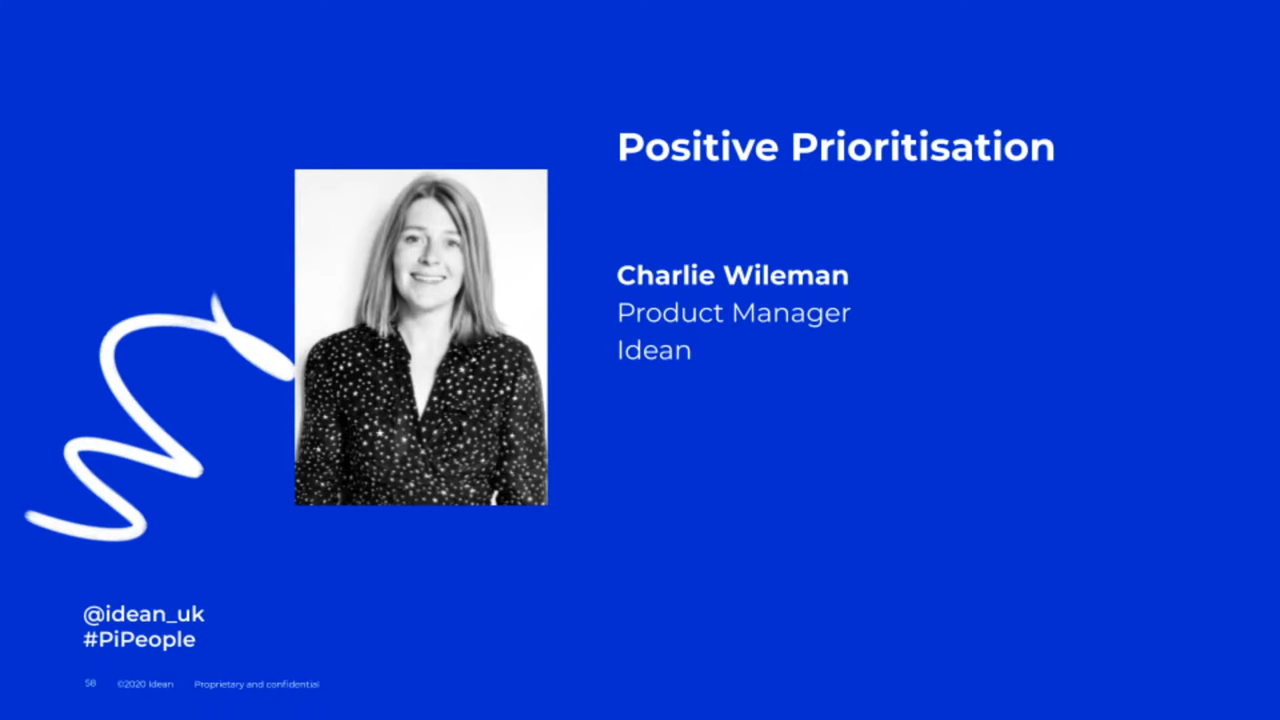 Positive Prioritisation
Charlie Wileman
Product Manager
Idean
@idean_uk
#PiPeople
58 ©2020 Idean Proprietary and confidential